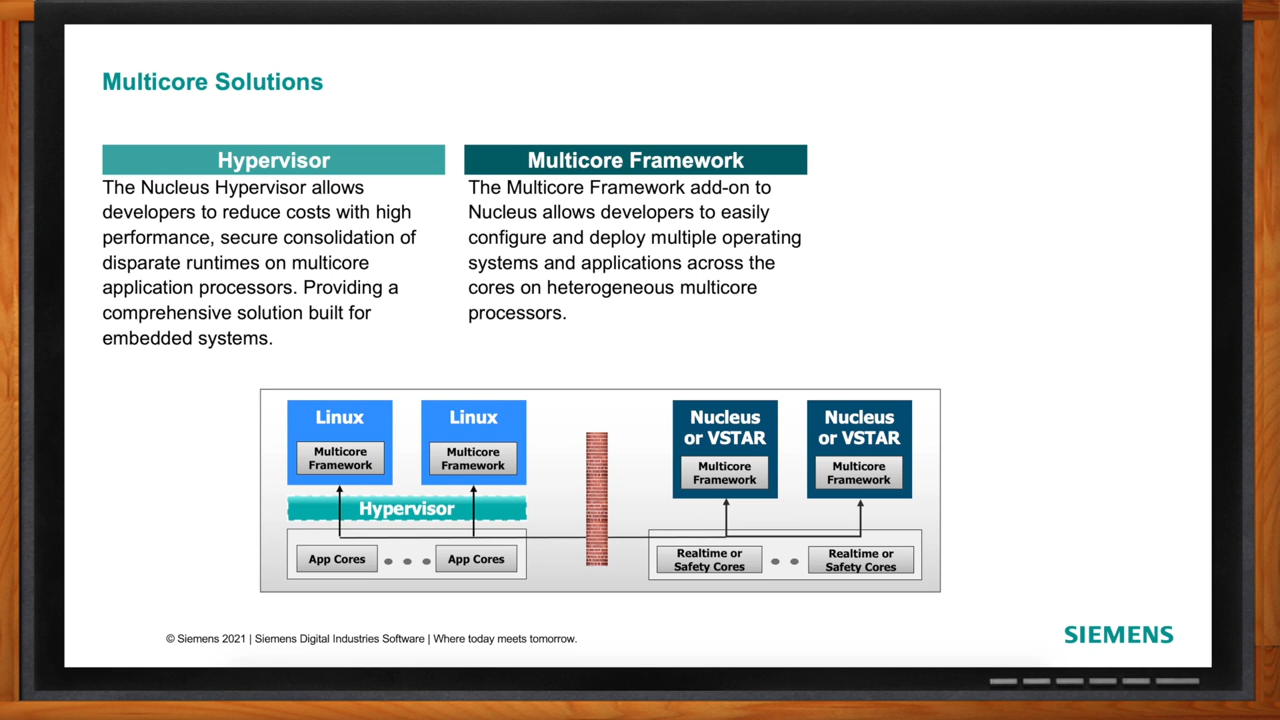 Multicore Solutions
Hypervisor
The Nucleus Hypervisor allows
developers to reduce costs with high
performance, secure consolidation of
disparate runtimes on multicore
application processors. Providing a
comprehensive solution built for
embedded systems.
Multicore Framework
The Multicore Framework add-on to
Nucleus allows developers to easily
configure and deploy multiple operating
systems and applications across the
cores on heterogeneous multicore
processors.
Linux
Multicore
Framework
Linux
Multicore
Framework
Hypervisor
App Cores
App Cores
Nucleus
or VSTAR
Multicore
Framework
Nucleus
or VSTAR
Multicore
Framework
Realtime or
Safety Cores
Realtime or
Safety Cores
© Siemens 2021 | Siemens Digital Industries Software | Where today meets tomorrow.
SIEMENS